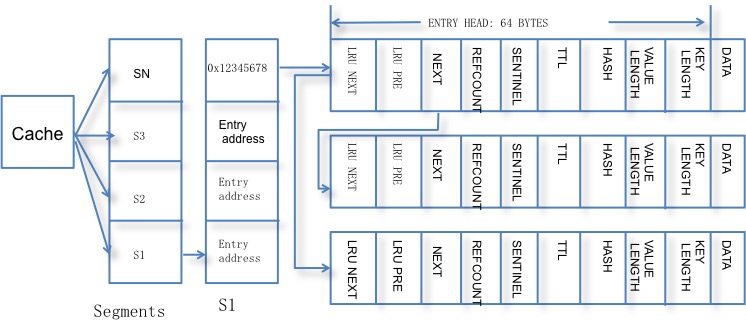 ENTRY HEAD: 64 BYTES
Cache
SN
S3
S2
S1
Segments
0x12345678
Entry
address
Entry
address
Entry
address
S1
LRU NEXT
LRU PRE
NEXT
REFCOUNT
SENTINEL
TTL
HASH
VALUE
LENGTH
KEY
LENGTH
DATA
LRU NEXT
LRU PRE
NEXT
REFCOUNT
SENTINEL
TTL
HASH
VALUE
LENGTH
KEY
LENGTH
DATA
LRU NEXT
LRU PRE
NEXT
REFCOUNT
SENTINEL
TTL
HASH
VALUE
LENGTH
KEY
LENGTH
DATA